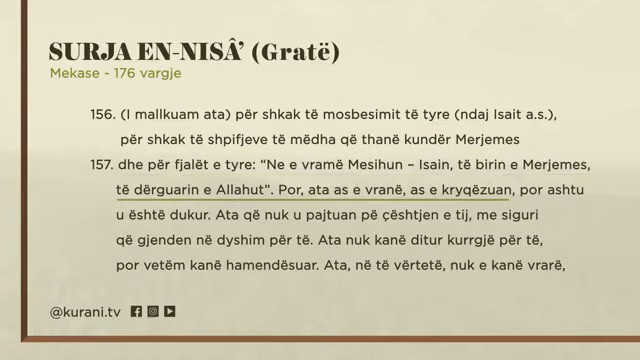 SURJA EN-NISÂ’ (Gratë)
Mekase - 176 vargje
156. (I mallkuam ata) për shkak të mosbesimit të tyre (ndaj Isait a.s.),
për shkak të shpifjeve të mëdha që thanë kundër Merjemes
157. dhe për fjalët e tyre: “Ne e vramë Mesihun – Isain, të birin e Merjemes,
të dërguarin e Allahut”. Por, ata as e vranë, as e kryqëzuan, por ashtu
u është dukur. Ata që nuk u pajtuan pë çështjen e tij, me siguri
që gjenden në dyshim për të. Ata nuk kanë ditur kurrgjë për të,
por vetëm kanë hamendësuar. Ata, në të vërtetë, nuk e kanë vrarë,
@kurani.tv